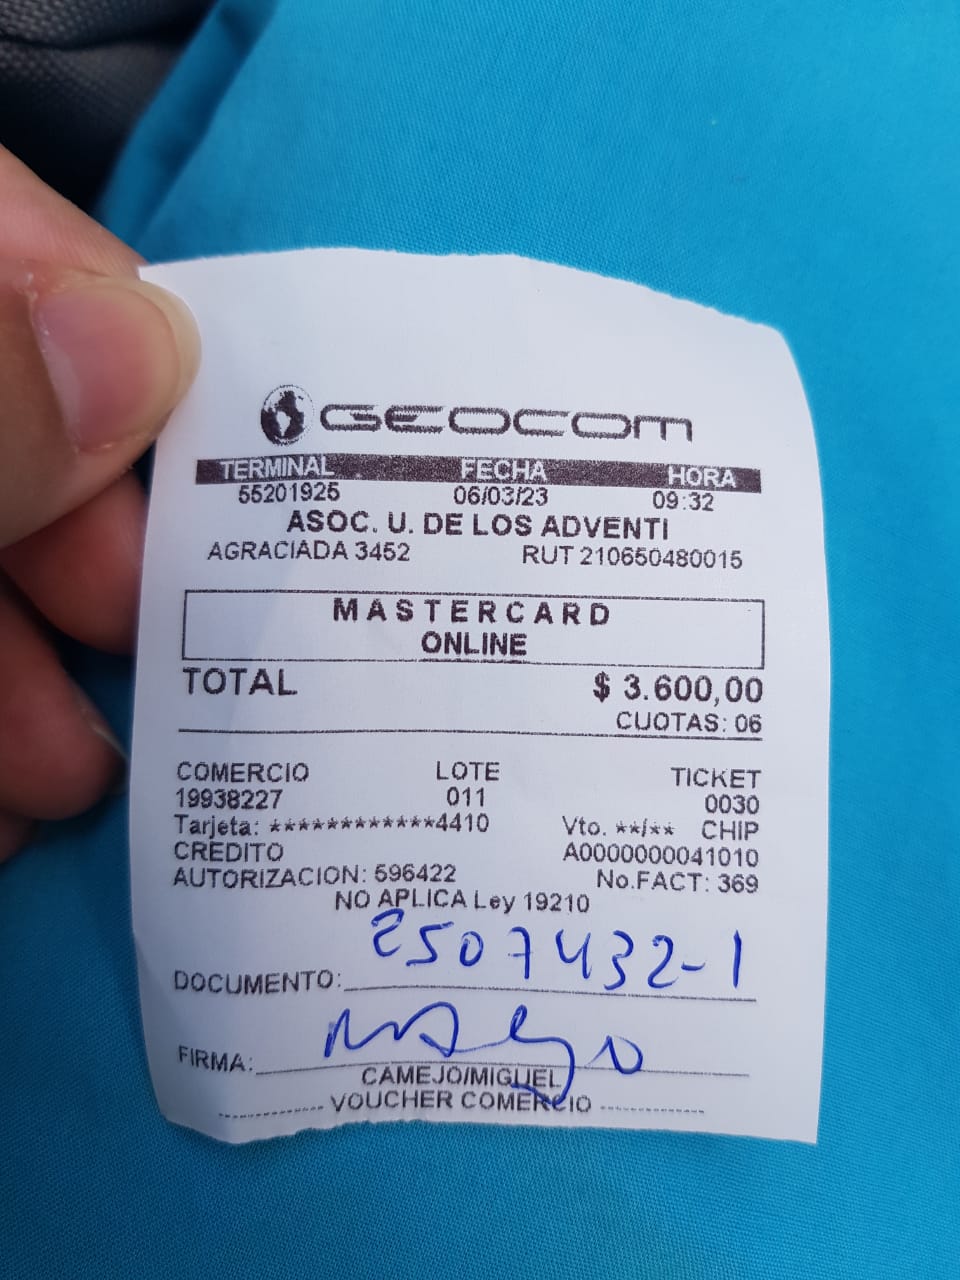 GEOCOM
TERMINAL FECHA HORA
55201925 06/03/23 09:32
ASOC. U. DE LOS ADVENTI
AGRACIADA 3452 RUT 210650480015
MASTERCARD
ONLINE
TOTAL $ 3.600,00
CUOTAS: 06
COMERCIO LOTE TICKET
19938227 011 0030
Tarjeta: ************4410 Vto. **/** CHIP
CREDITO A0000000041010
AUTORIZACION: 596422 No.FACT: 369
NO APLICA Ley 19210
DOCUMENTO: 2507432-1
FIRMA:
CAMEJO/MIGUEL
VOUCHER COMERCIO